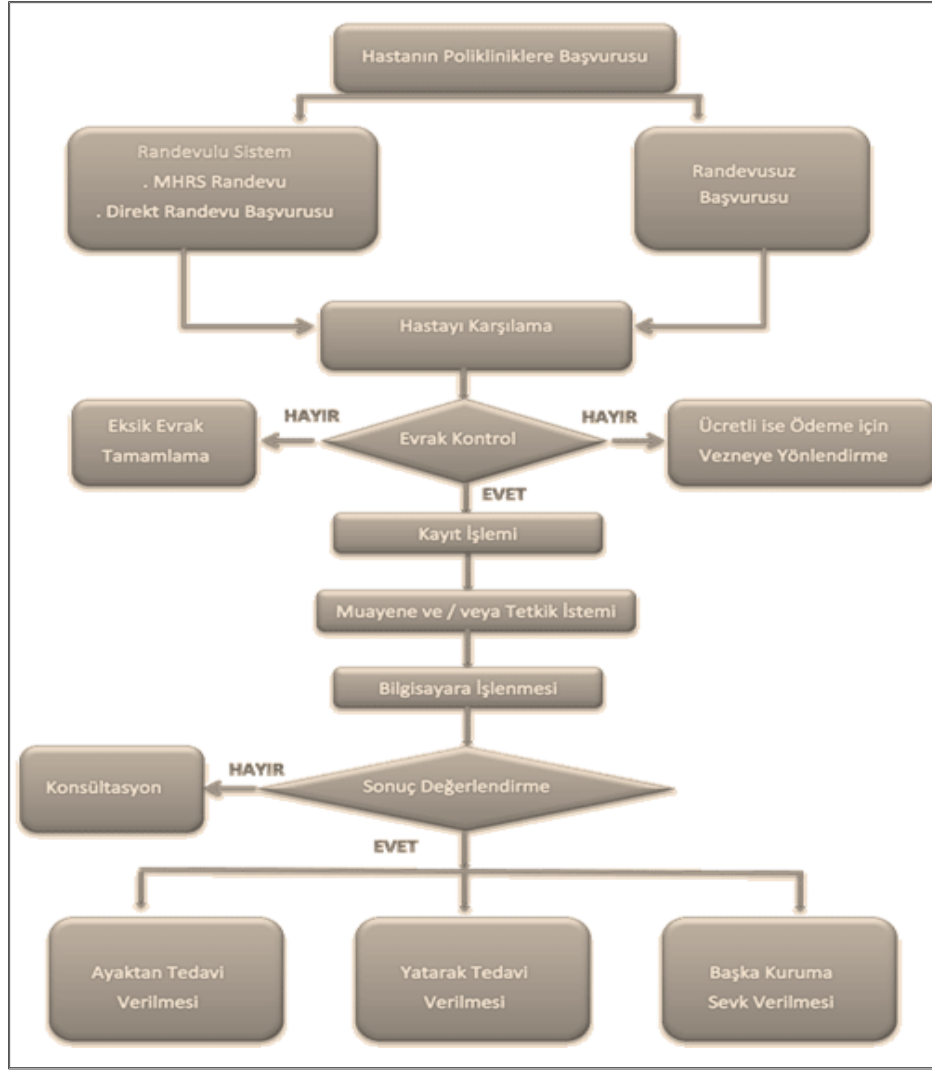 Hastanın Polikliniklere Başvurusu
Randevulu Sistem
. MHRS Randevu
. Direkt Randevu Başvurusu
Randevusuz
Başvurusu
Hastayı Karşılama
Eksik Evrak
Tamamlama
HAYIR
Evrak Kontrol
HAYIR
Ücretli ise Ödeme için
Vezneye Yönlendirme
EVET
Kayıt İşlemi
Muayene ve / veya Tetkik İstemi
Bilgisayara İşlenmesi
Konsültasyon
HAYIR
Sonuç Değerlendirme
EVET
Ayaktan Tedavi
Verilmesi
Yatarak Tedavi
Verilmesi
Başka Kuruma
Sevk Verilmesi